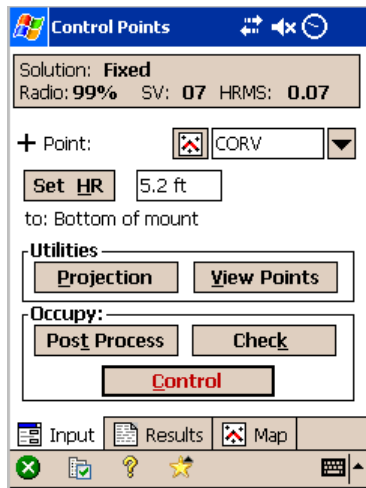 Control Points
Solution: Fixed
Radio: 99% SV: 07 HRMS: 0.07
Point: CORV
Set HR 5.2 ft
to: Bottom of mount
Utilities
Projection View Points
Occupy:
Post Process Check
Control
Input Results Map